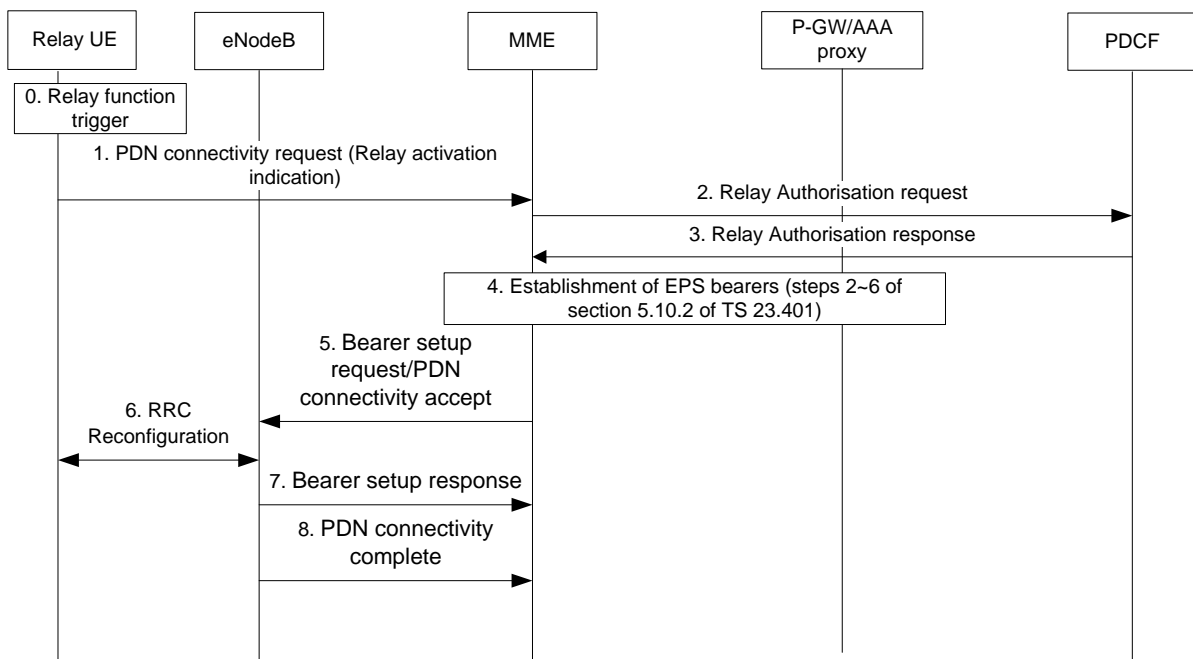 Relay UE
eNodeB
MME
P-GW/AAA
proxy
PDCF
0. Relay function
trigger
1. PDN connectivity request (Relay activation
indication)
2. Relay Authorisation request
3. Relay Authorisation response
4. Establishment of EPS bearers (steps 2~6 of
section 5.10.2 of TS 23.401)
5. Bearer setup
request/PDN
connectivity accept
6. RRC
Reconfiguration
7. Bearer setup response
8. PDN connectivity
complete